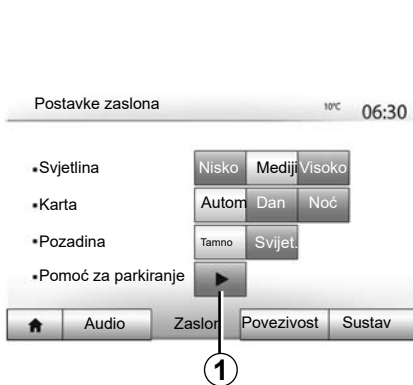 Postavke zaslona 10°C 06:30
▪Svjetlina Nisko Mediji Visoko
▪Karta Autom Dan Noć
▪Pozadina Tamno Svijet.
▪Pomoć za parkiranje ▶
Audio Zaslon Povezivost Sustav
1